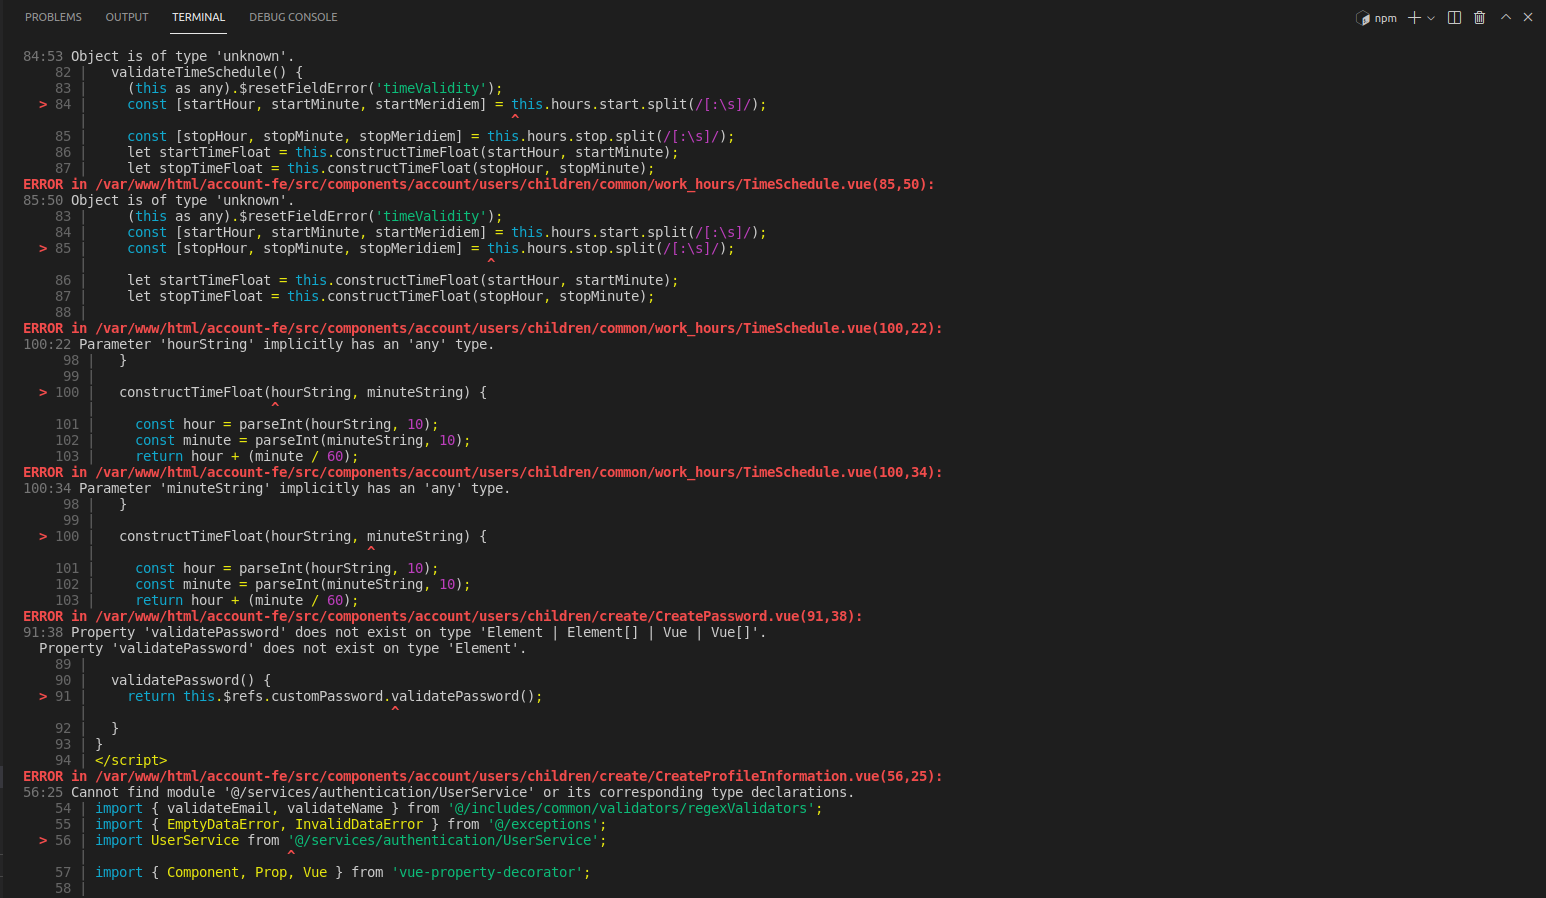 PROBLEMS OUTPUT TERMINAL DEBUG CONSOLE npm
84:53 Object is of type 'unknown'.
82 |   validateTimeSchedule() {
83 |     (this as any).$resetFieldError('timeValidity');
> 84 |     const [startHour, startMinute, startMeridiem] = this.hours.start.split(/[:\s]/);
|                                                     ^
85 |     const [stopHour, stopMinute, stopMeridiem] = this.hours.stop.split(/[:\s]/);
86 |     let startTimeFloat = this.constructTimeFloat(startHour, startMinute);
87 |     let stopTimeFloat = this.constructTimeFloat(stopHour, stopMinute);
ERROR in /var/www/html/account-fe/src/components/account/users/children/common/work_hours/TimeSchedule.vue(85,50):
85:50 Object is of type 'unknown'.
83 |     (this as any).$resetFieldError('timeValidity');
84 |     const [startHour, startMinute, startMeridiem] = this.hours.start.split(/[:\s]/);
> 85 |     const [stopHour, stopMinute, stopMeridiem] = this.hours.stop.split(/[:\s]/);
|                                                  ^
86 |     let startTimeFloat = this.constructTimeFloat(startHour, startMinute);
87 |     let stopTimeFloat = this.constructTimeFloat(stopHour, stopMinute);
88 |
ERROR in /var/www/html/account-fe/src/components/account/users/children/common/work_hours/TimeSchedule.vue(100,22):
100:22 Parameter 'hourString' implicitly has an 'any' type.
98 |   }
99 |
> 100 |   constructTimeFloat(hourString, minuteString) {
|                      ^
101 |     const hour = parseInt(hourString, 10);
102 |     const minute = parseInt(minuteString, 10);
103 |     return hour + (minute / 60);
ERROR in /var/www/html/account-fe/src/components/account/users/children/common/work_hours/TimeSchedule.vue(100,34):
100:34 Parameter 'minuteString' implicitly has an 'any' type.
98 |   }
99 |
> 100 |   constructTimeFloat(hourString, minuteString) {
|                                  ^
101 |     const hour = parseInt(hourString, 10);
102 |     const minute = parseInt(minuteString, 10);
103 |     return hour + (minute / 60);
ERROR in /var/www/html/account-fe/src/components/account/users/children/create/CreatePassword.vue(91,38):
91:38 Property 'validatePassword' does not exist on type 'Element | Element[] | Vue | Vue[]'.
Property 'validatePassword' does not exist on type 'Element'.
89 |
90 |   validatePassword() {
> 91 |     return this.$refs.customPassword.validatePassword();
|                                      ^
92 |   }
93 | }
94 | </script>
ERROR in /var/www/html/account-fe/src/components/account/users/children/create/CreateProfileInformation.vue(56,25):
56:25 Cannot find module '@/services/authentication/UserService' or its corresponding type declarations.
54 | import { validateEmail, validateName } from '@/includes/common/validators/regexValidators';
55 | import { EmptyDataError, InvalidDataError } from '@/exceptions';
> 56 | import UserService from '@/services/authentication/UserService';
|                         ^
57 | import { Component, Prop, Vue } from 'vue-property-decorator';
58 |